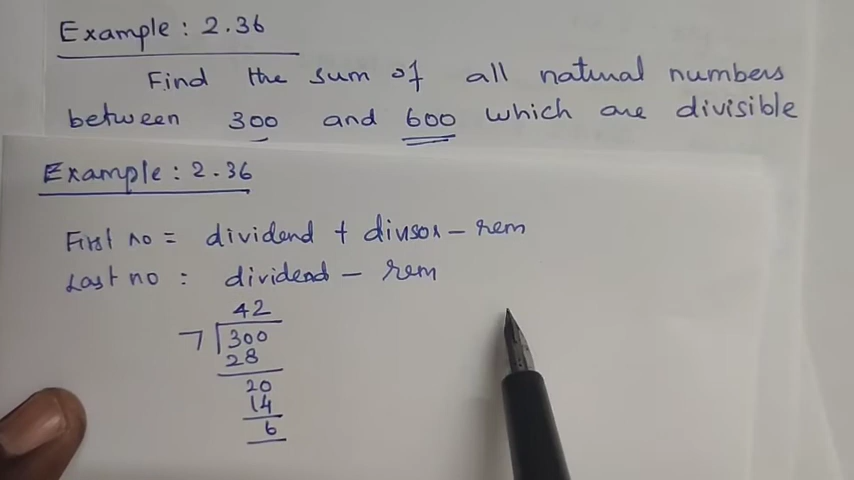 Example: 2.36
Find the sum of all natural numbers
between 300 and 600 which are divisible
Example: 2.36
First no = dividend + divisor - rem
Last no : dividend - rem
42
7 300
28
20
14
6